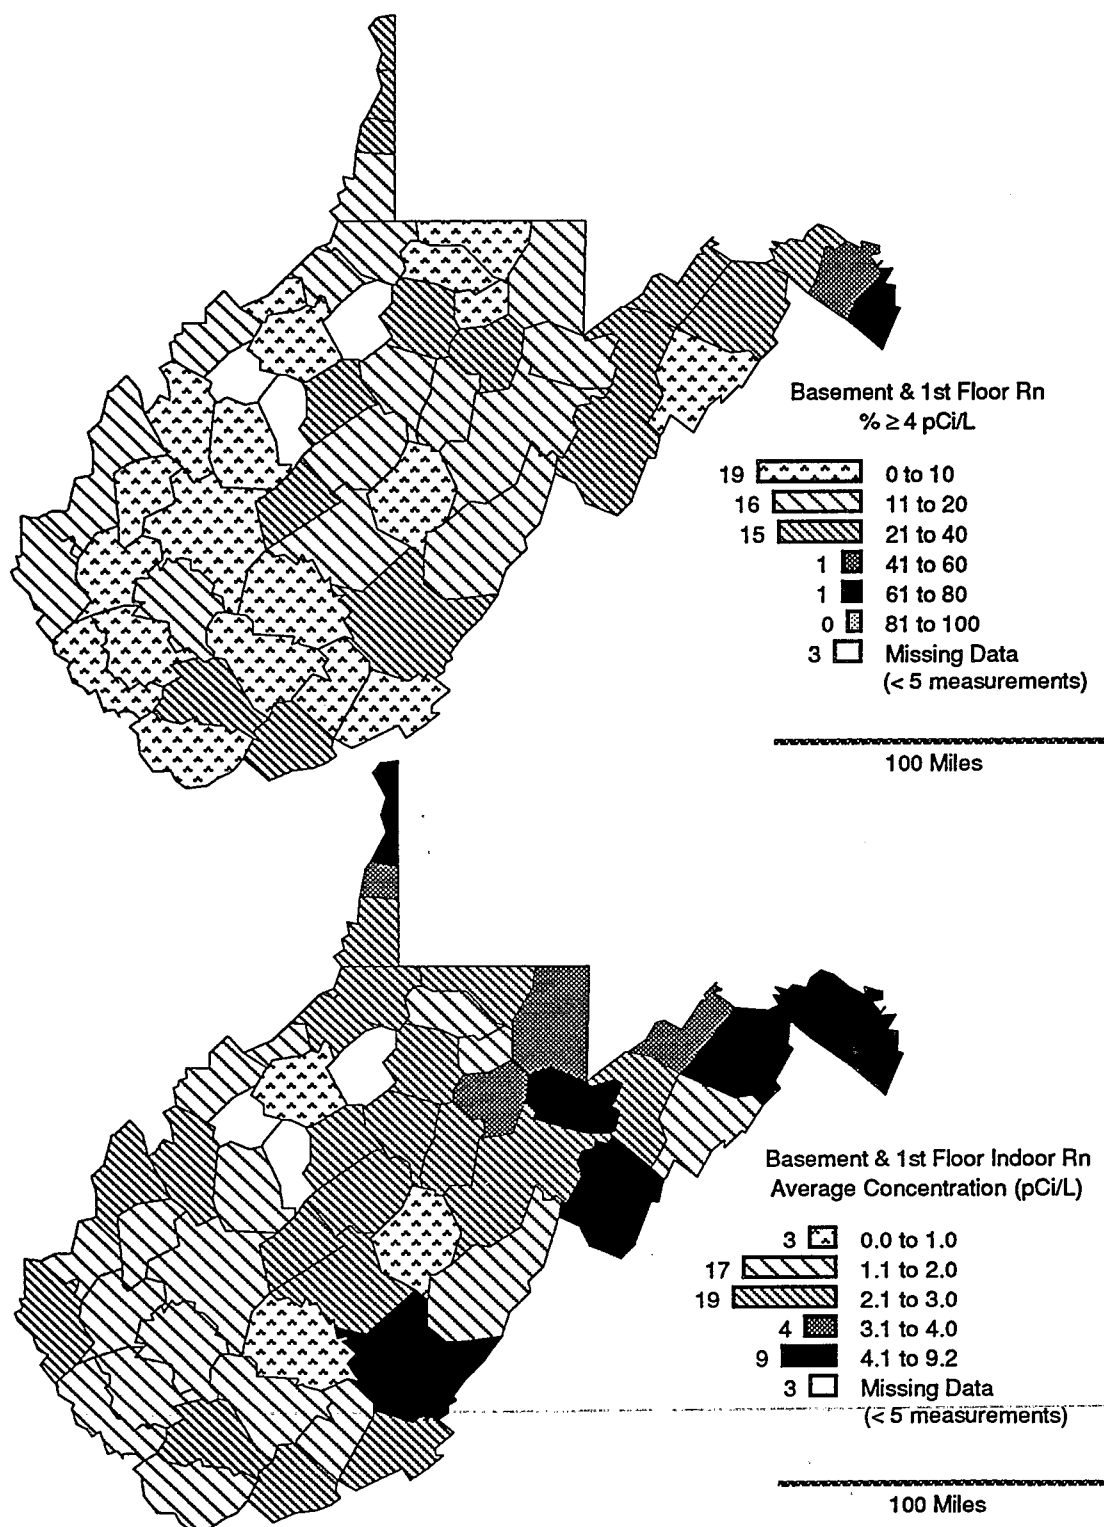 Basement & 1st Floor Rn
% ≥ 4 pCi/L
19 0 to 10
16 11 to 20
15 21 to 40
1 41 to 60
1 61 to 80
0 81 to 100
3 Missing Data
(< 5 measurements)
100 Miles
Basement & 1st Floor Indoor Rn
Average Concentration (pCi/L)
3 0.0 to 1.0
17 1.1 to 2.0
19 2.1 to 3.0
4 3.1 to 4.0
9 4.1 to 9.2
3 Missing Data
(< 5 measurements)
100 Miles